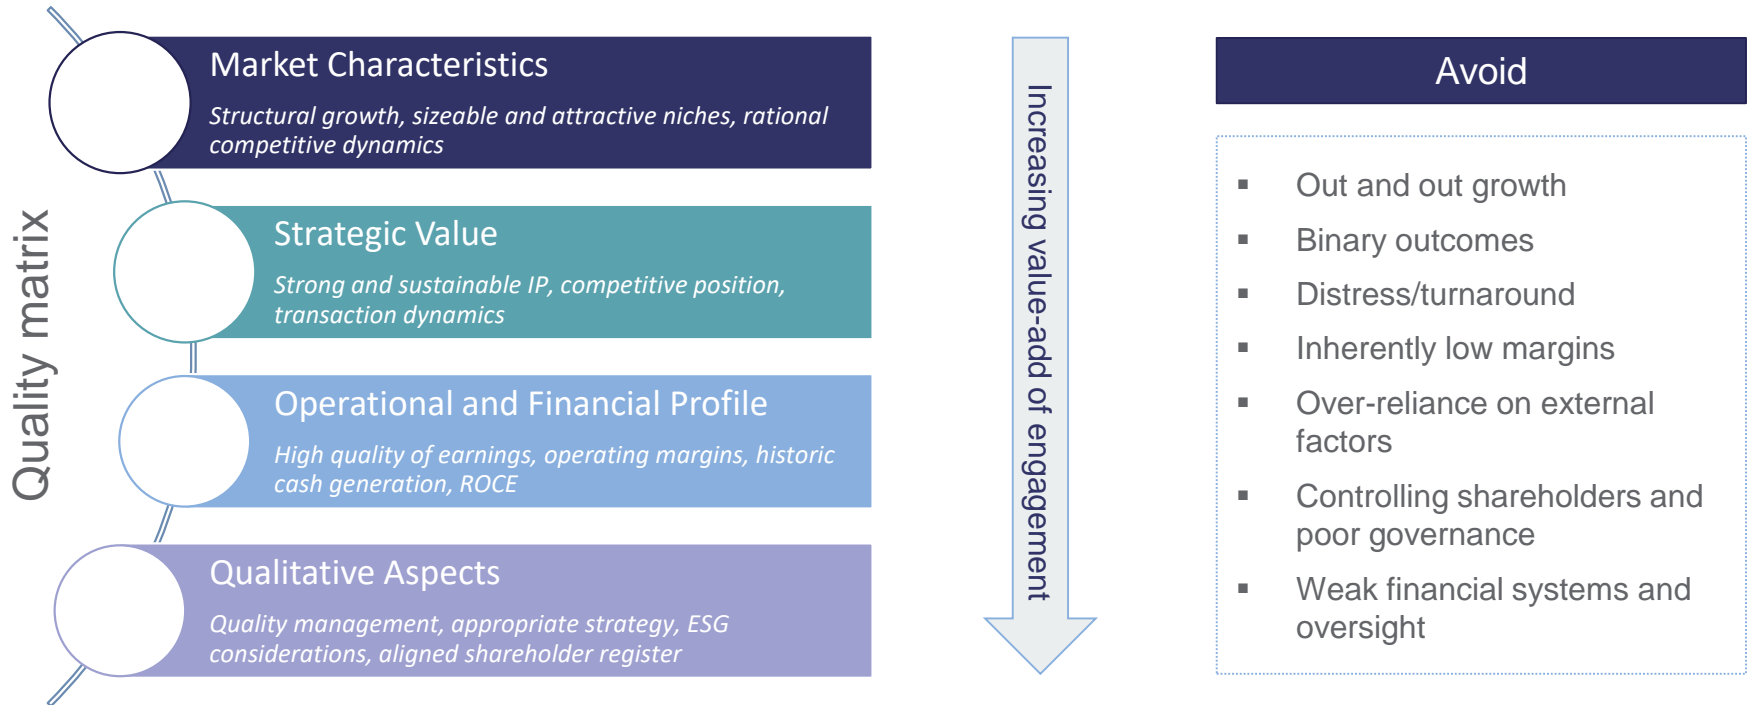 Quality matrix
Market Characteristics
Structural growth, sizeable and attractive niches, rational
competitive dynamics
Strategic Value
Strong and sustainable IP, competitive position,
transaction dynamics
Operational and Financial Profile
High quality of earnings, operating margins, historic
cash generation, ROCE
Qualitative Aspects
Quality management, appropriate strategy, ESG
considerations, aligned shareholder register
Increasing value-add of engagement
Avoid
▪ Out and out growth
▪ Binary outcomes
▪ Distress/turnaround
▪ Inherently low margins
▪ Over-reliance on external
factors
▪ Controlling shareholders and
poor governance
▪ Weak financial systems and
oversight